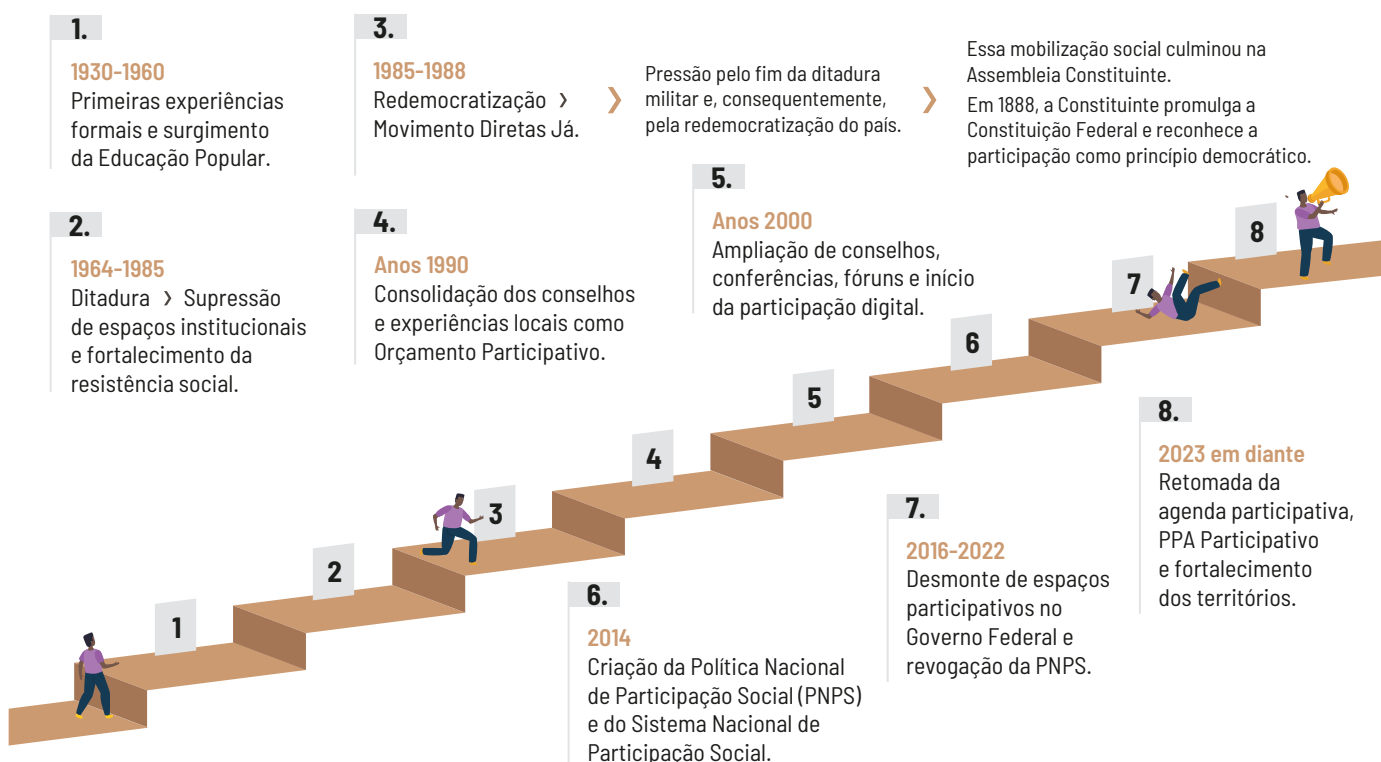 1.
1930-1960
Primeiras experiências
formais e surgimento
da Educação Popular.
2.
1964-1985
Ditadura › Supressão
de espaços institucionais
e fortalecimento da
resistência social.
3.
1985-1988
Redemocratização ›
Movimento Diretas Já.
›
Pressão pelo fim da ditadura
militar e, consequentemente,
pela redemocratização do país.
›
Essa mobilização social culminou na
Assembleia Constituinte.
Em 1888, a Constituinte promulga a
Constituição Federal e reconhece a
participação como princípio democrático.
4.
Anos 1990
Consolidação dos conselhos
e experiências locais como
Orçamento Participativo.
5.
Anos 2000
Ampliação de conselhos,
conferências, fóruns e início
da participação digital.
6.
2014
Criação da Política Nacional
de Participação Social (PNPS)
e do Sistema Nacional de
Participação Social.
7.
2016-2022
Desmonte de espaços
participativos no
Governo Federal e
revogação da PNPS.
8.
2023 em diante
Retomada da
agenda participativa,
PPA Participativo
e fortalecimento
dos territórios.
1
2
3
4
5
6
7
8